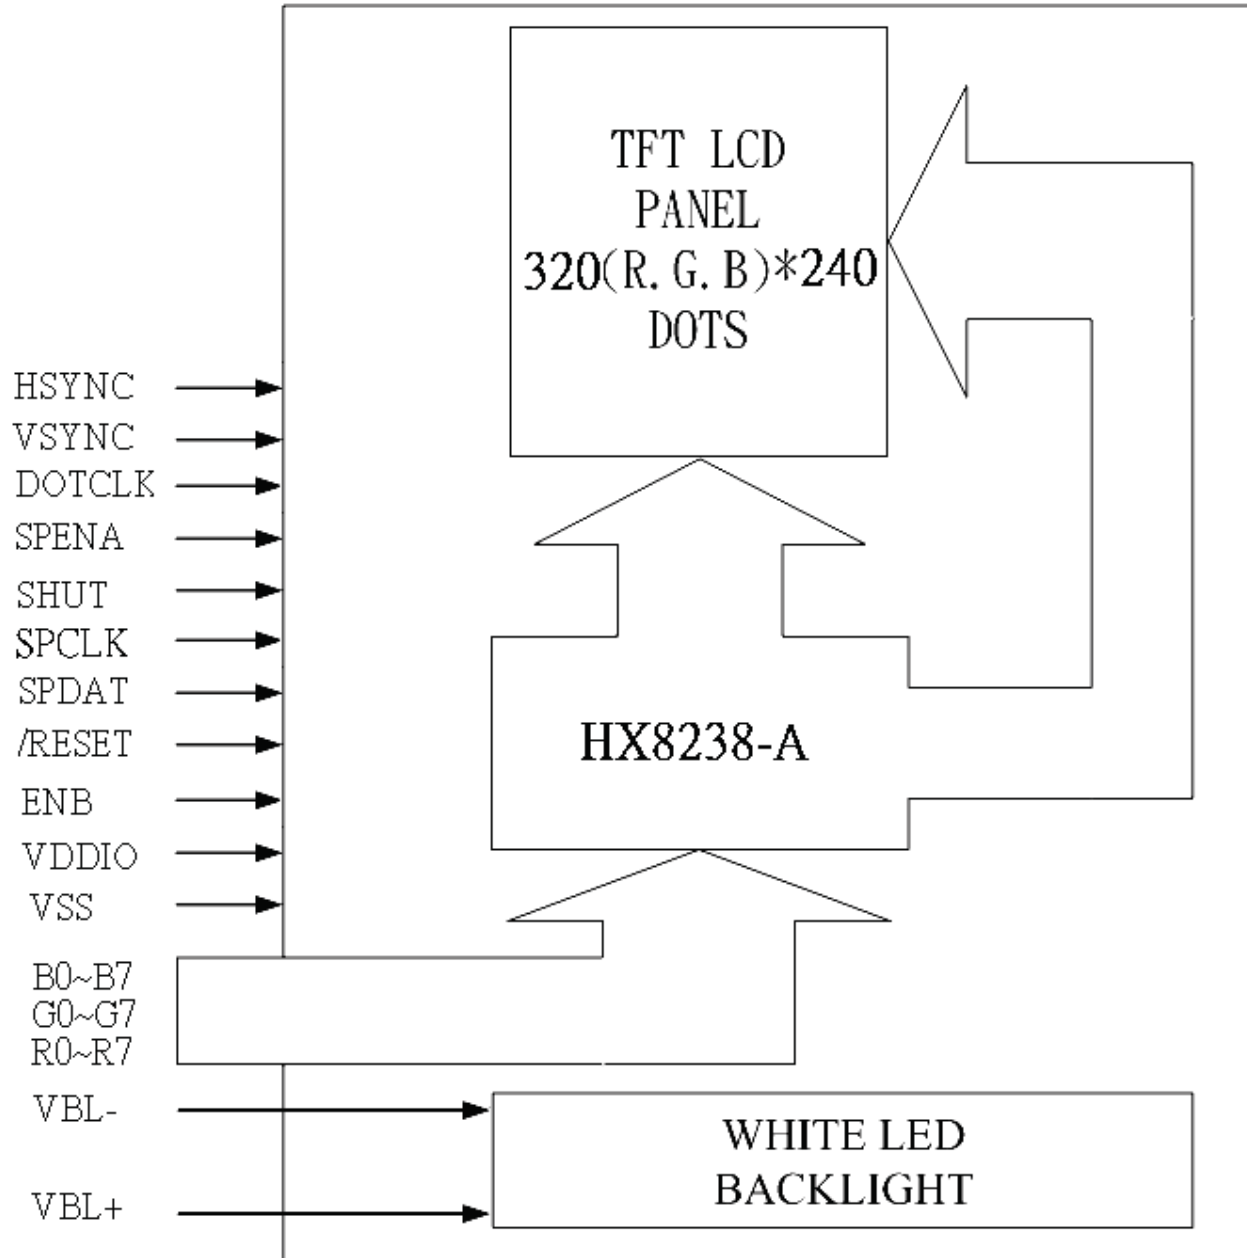 TFT LCD
PANEL
320(R.G.B)*240
DOTS
HSYNC
VSYNC
DOTCLK
SPENA
SHUT
SPCLK
SPDAT
/RESET
ENB
VDDIO
VSS
HX8238-A
B0~B7
G0~G7
R0~R7
VBL-
VBL+
WHITE LED
BACKLIGHT